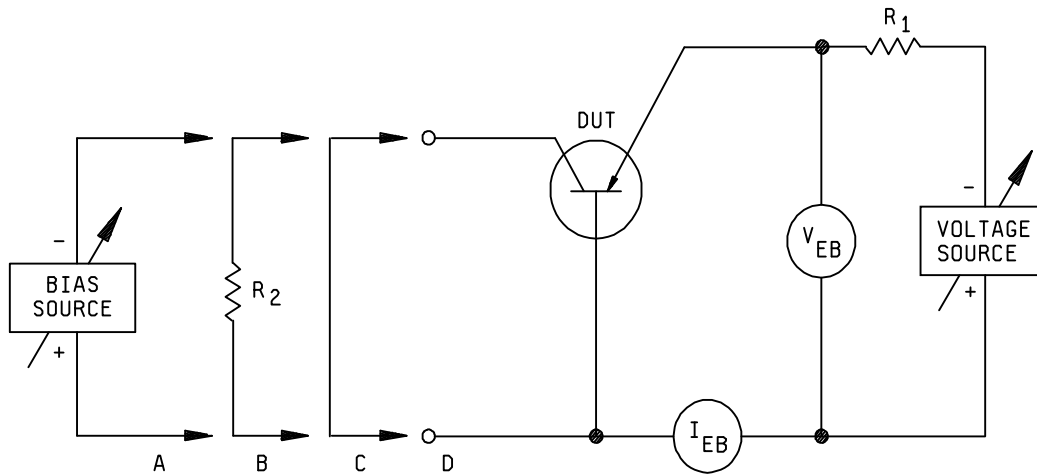 R1
DUT
-
-
VOLTAGE
SOURCE
+
VEB
BIAS
SOURCE
+
R2
IEB
A B C D